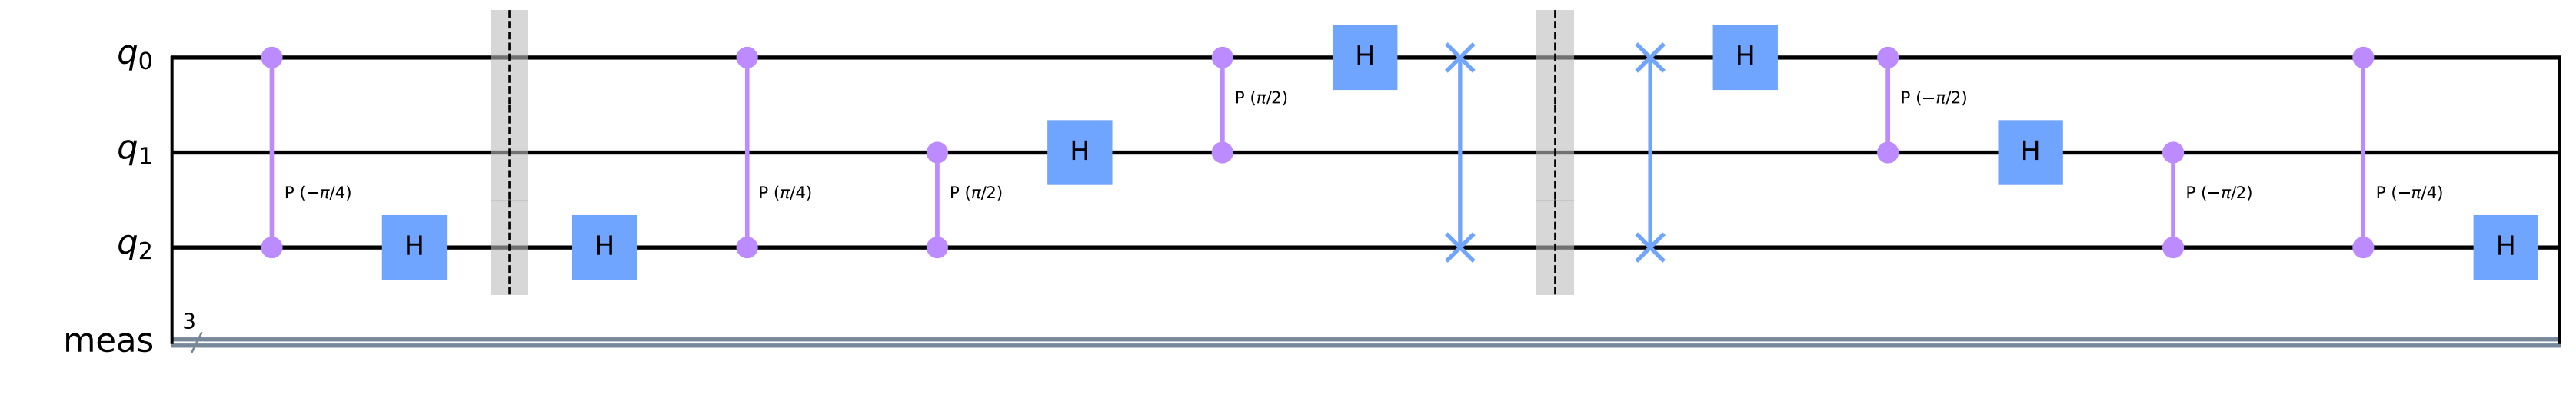 q0 H H
P (π/2) P (−π/2)
q1 H H
P (−π/4) P (π/4) P (π/2) P (−π/2) P (−π/4)
q2 H H H
3
meas